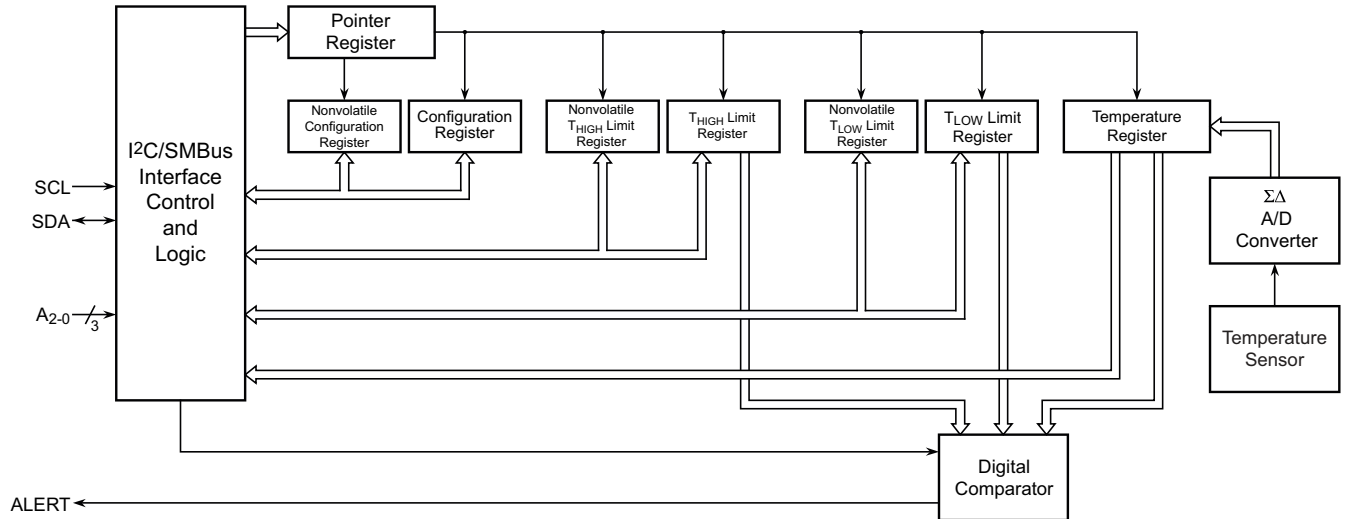 Pointer
Register
Nonvolatile
Configuration
Register
Configuration
Register
Nonvolatile
THIGH Limit
Register
THIGH Limit
Register
Nonvolatile
TLOW Limit
Register
TLOW Limit
Register
Temperature
Register
I²C/SMBus
Interface
Control
and
Logic
SCL
SDA
A2-0
3
ΣΔ
A/D
Converter
Temperature
Sensor
Digital
Comparator
ALERT